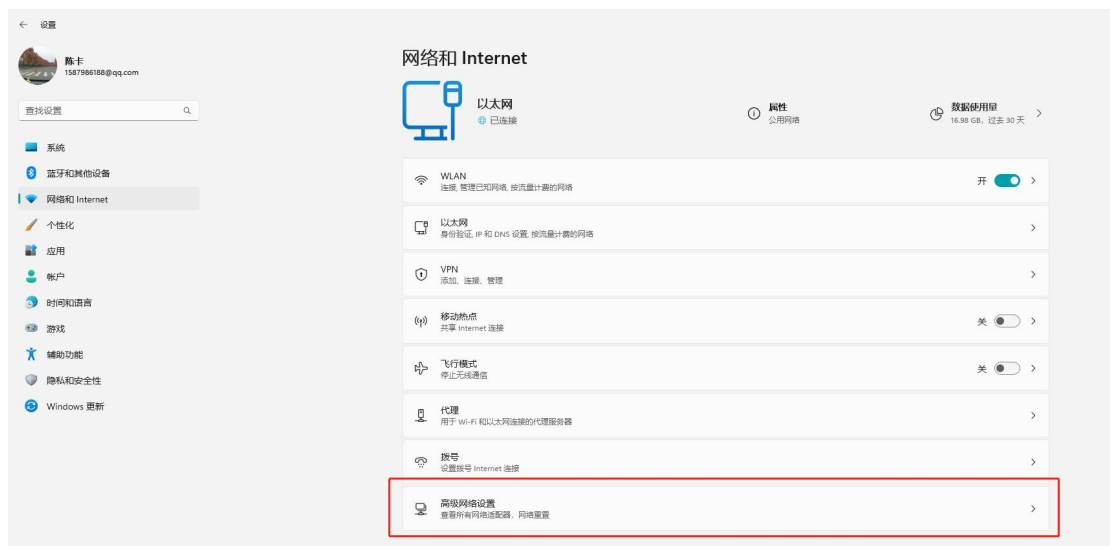 设置
陈卡
1587986188@qq.com
查找设置
系统
蓝牙和其他设备
网络和 Internet
个性化
应用
帐户
时间和语言
游戏
辅助功能
隐私和安全性
Windows 更新
网络和 Internet
以太网
已连接
属性
公用网络
数据使用量
16.98 GB，过去 30 天
WLAN
连接, 管理已知网络, 按流量计费的网络
开
以太网
身份验证, IP 和 DNS 设置, 按流量计费的网络
VPN
添加、连接、管理
移动热点
共享 Internet 连接
关
飞行模式
停止无线通信
关
代理
用于 Wi-Fi 和以太网连接的代理服务器
拨号
设置拨号 Internet 连接
高级网络设置
查看所有网络适配器，网络重置